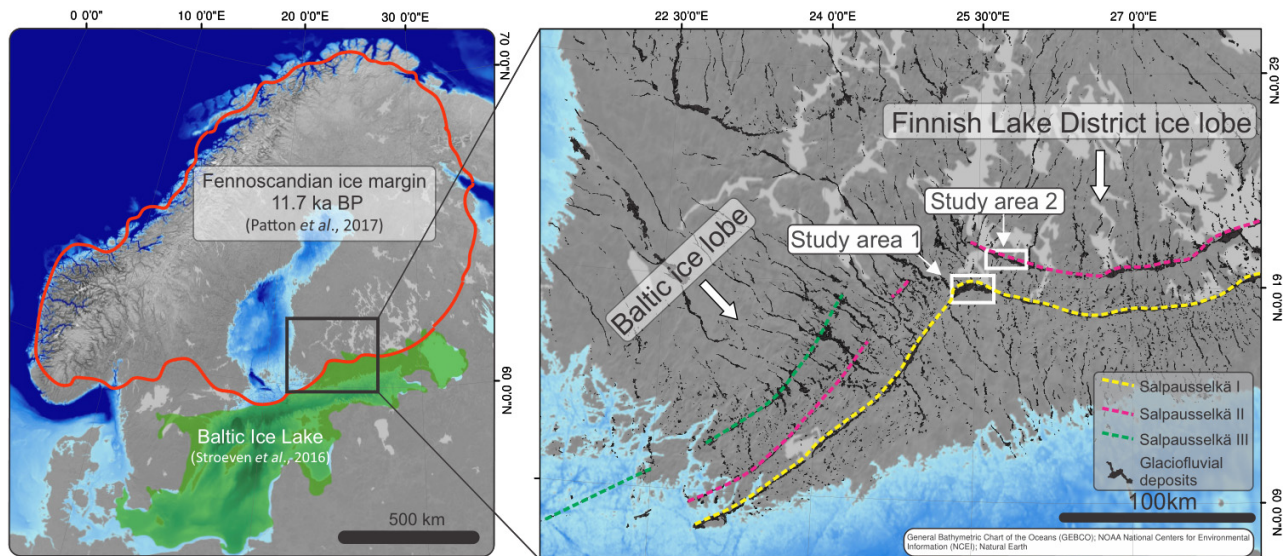 0 0'0"E
10 0'0"E
20 0'0"E
30 0'0"E
70 0'0"N
60 0'0"N
Fennoscandian ice margin
11.7 ka BP
(Patton et al., 2017)
Baltic Ice Lake
(Stroeven et al., 2016)
500 km
22 30'0"E
24 0'0"E
25 30'0"E
27 0'0"E
62 0'0"N
61 0'0"N
60 0'0"N
Finnish Lake District ice lobe
Study area 2
Study area 1
Baltic ice lobe
Salpausselkä I
Salpausselkä II
Salpausselkä III
Glaciofluvial
deposits
100km
General Bathymetric Chart of the Oceans (GEBCO); NOAA National Centers for Environmental
Information (NCEI); Natural Earth